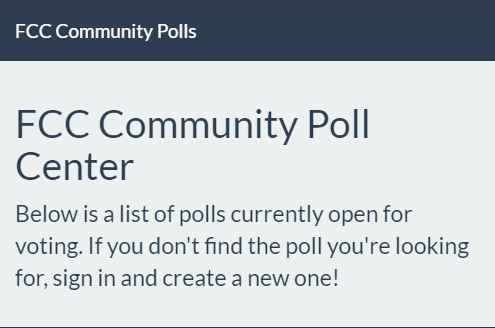 FCC Community Polls
FCC Community Poll
Center
Below is a list of polls currently open for
voting. If you don't find the poll you're looking
for, sign in and create a new one!